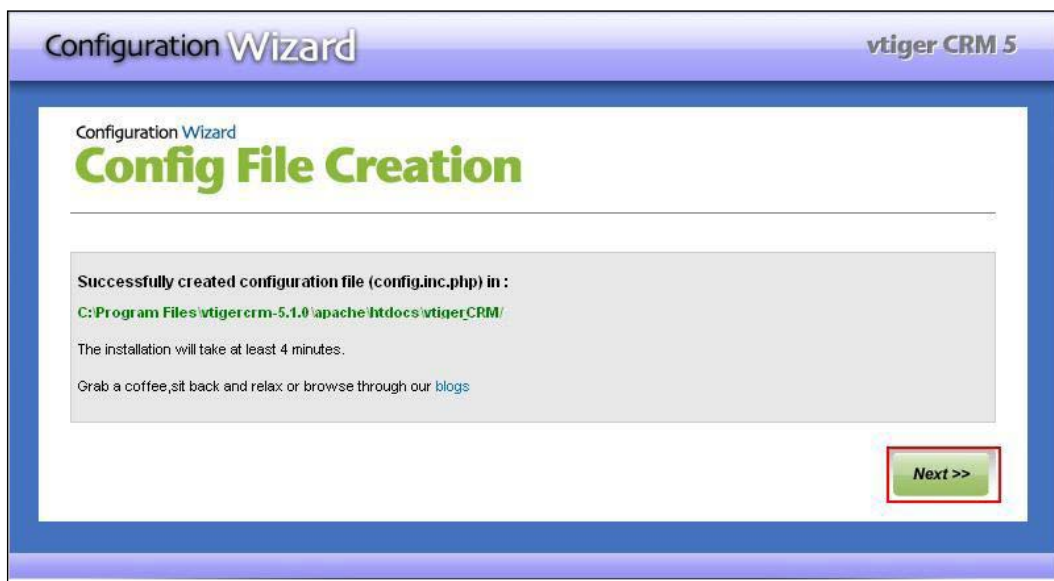 Configuration Wizard
vtiger CRM 5
Configuration Wizard
Config File Creation
Successfully created configuration file (config.inc.php) in :
C:\Program Files\vtigercrm-5.1.0\apache\htdocs\vtiger_CRM/
The installation will take at least 4 minutes.
Grab a coffee,sit back and relax or browse through our blogs
Next >>